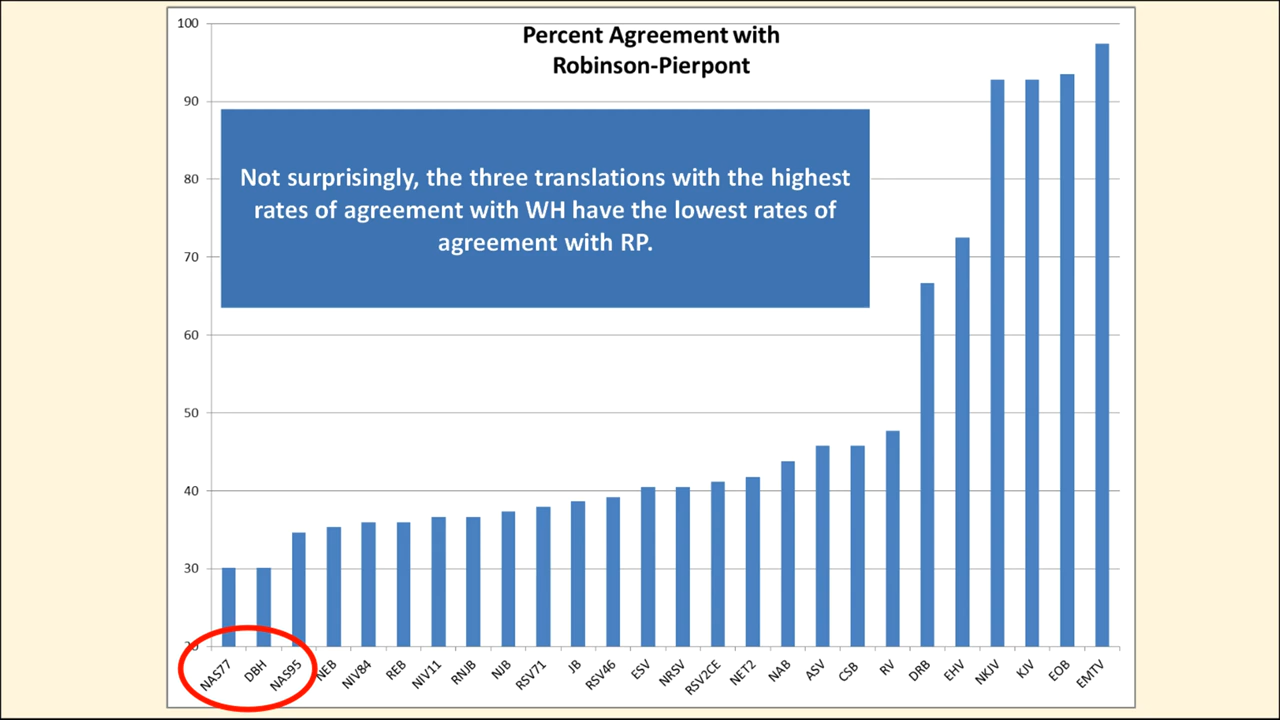 Percent Agreement with
Robinson-Pierpont
100
90
80
70
60
50
40
30
20
Not surprisingly, the three translations with the highest
rates of agreement with WH have the lowest rates of
agreement with RP.
NAS77
DBH
NAS95
NEB
NIV84
REB
NIV11
RNJB
NJB
RSV71
JB
RSV46
ESV
NRSV
RSV2CE
NET2
NAB
ASV
CSB
RV
DRB
EHV
NKJV
KJV
EOB
EMTV